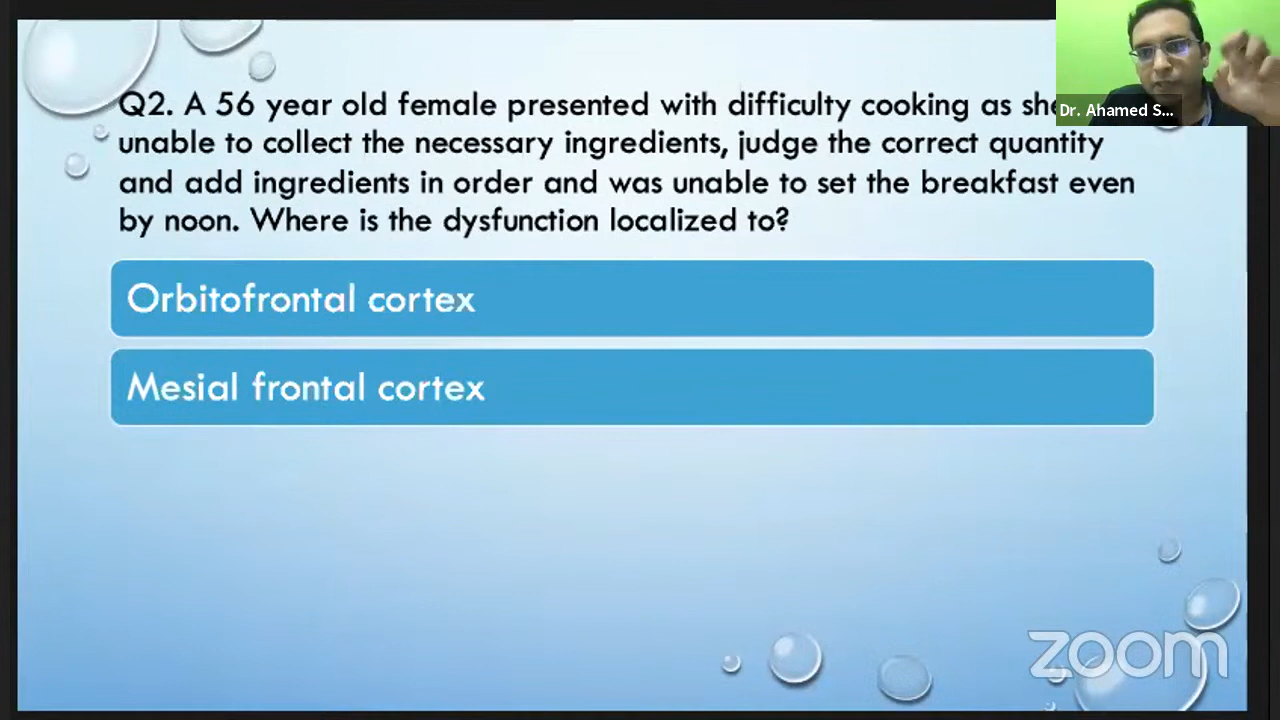 Q2. A 56 year old female presented with difficulty cooking as she
unable to collect the necessary ingredients, judge the correct quantity
and add ingredients in order and was unable to set the breakfast even
by noon. Where is the dysfunction localized to?
Orbitofrontal cortex
Mesial frontal cortex
Dr. Ahamed S...
zoom